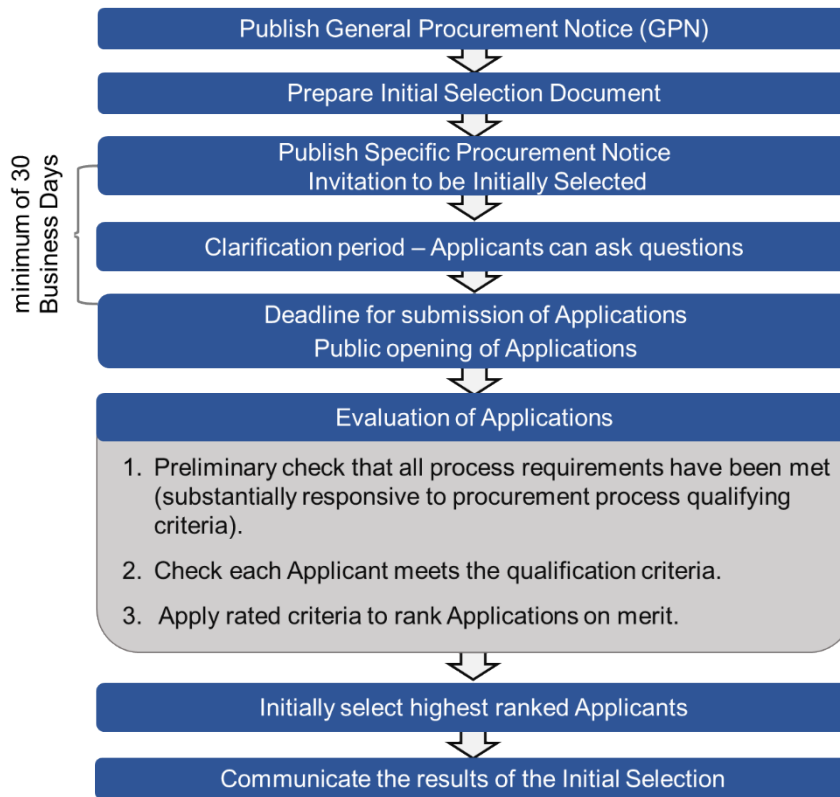 Publish General Procurement Notice (GPN)
Prepare Initial Selection Document
Publish Specific Procurement Notice
Invitation to be Initially Selected
minimum of 30
Business Days
Clarification period – Applicants can ask questions
Deadline for submission of Applications
Public opening of Applications
Evaluation of Applications
1. Preliminary check that all process requirements have been met
(substantially responsive to procurement process qualifying
criteria).
2. Check each Applicant meets the qualification criteria.
3. Apply rated criteria to rank Applications on merit.
Initially select highest ranked Applicants
Communicate the results of the Initial Selection